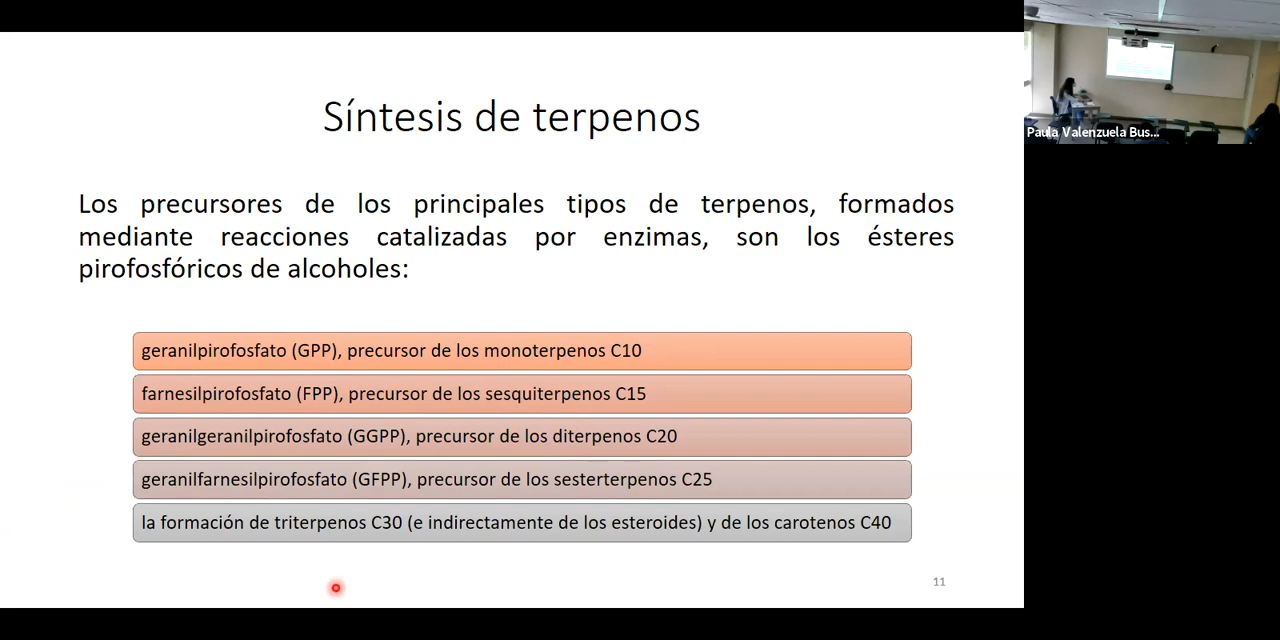 Síntesis de terpenos
Los precursores de los principales tipos de terpenos, formados
mediante reacciones catalizadas por enzimas, son los ésteres
pirofosfóricos de alcoholes:
geranilpirofosfato (GPP), precursor de los monoterpenos C10
farnesilpirofosfato (FPP), precursor de los sesquiterpenos C15
geranilgeranilpirofosfato (GGPP), precursor de los diterpenos C20
geranilfarnesilpirofosfato (GFPP), precursor de los sesterterpenos C25
la formación de triterpenos C30 (e indirectamente de los esteroides) y de los carotenos C40
11
Paula Valenzuela Bus...